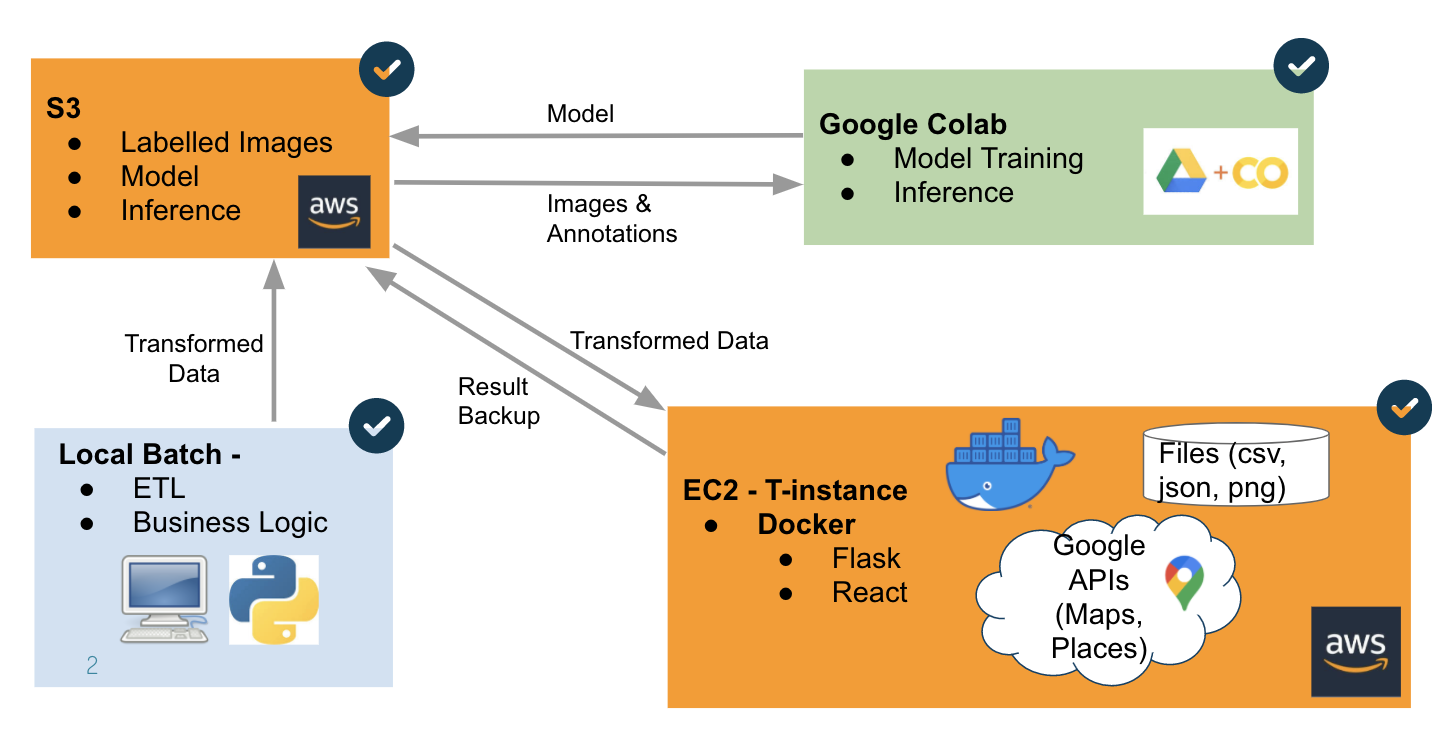 S3
● Labelled Images
● Model
● Inference
aws
Model
Images &
Annotations
Google Colab
● Model Training
● Inference
+CO
Transformed
Data
Transformed Data
Result
Backup
Local Batch -
● ETL
● Business Logic
2
EC2 - T-instance
● Docker
● Flask
● React
Files (csv,
json, png)
Google
APIs
(Maps,
Places)
aws